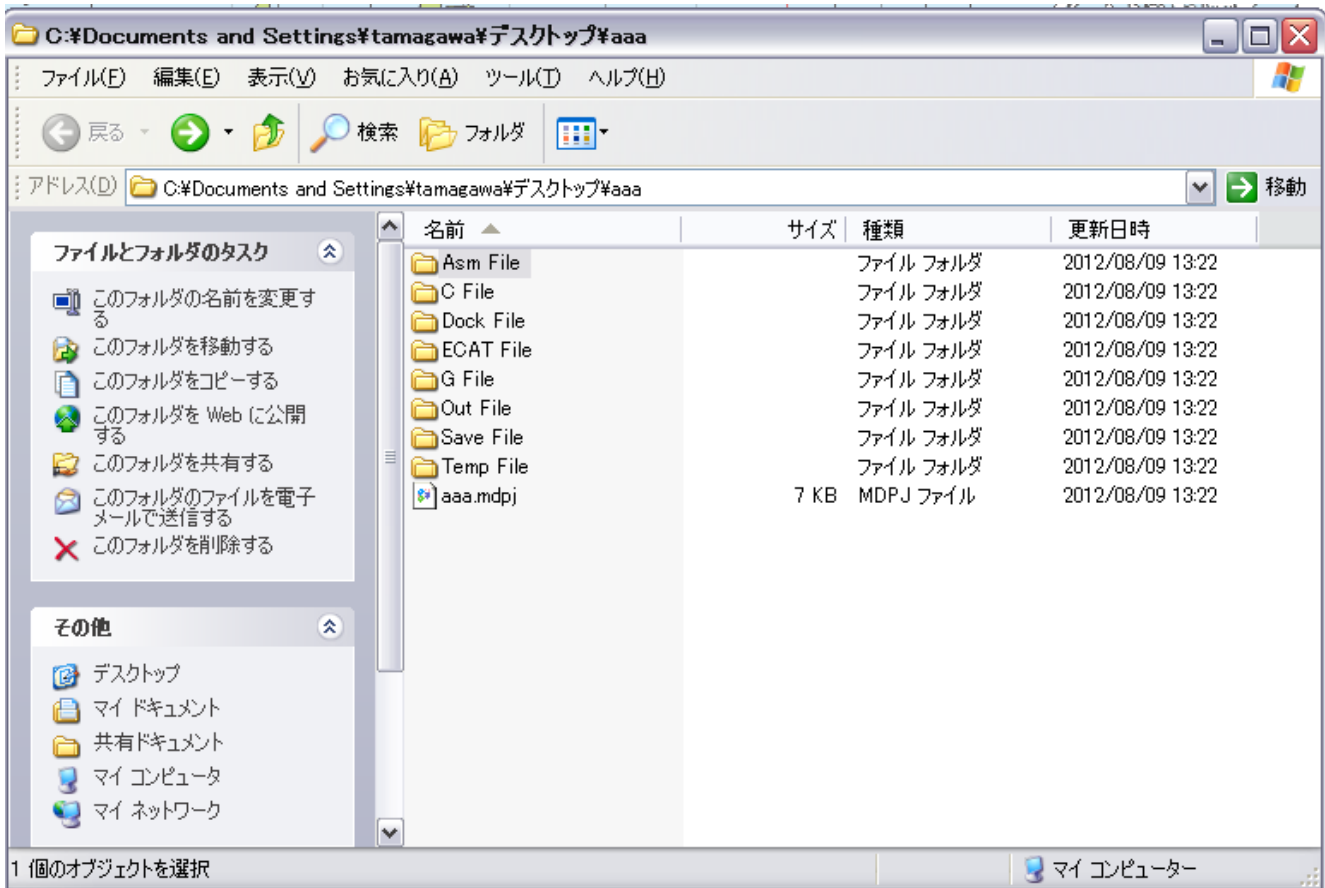 C:¥Documents and Settings¥tamagawa¥デスクトップ¥aaa
ファイル(F) 編集(E) 表示(V) お気に入り(A) ツール(T) ヘルプ(H)
戻る 検索 フォルダ
アドレス(D) C:¥Documents and Settings¥tamagawa¥デスクトップ¥aaa 移動
ファイルとフォルダのタスク
このフォルダの名前を変更す
る
このフォルダを移動する
このフォルダをコピーする
このフォルダを Web に公開
する
このフォルダを共有する
このフォルダのファイルを電子
メールで送信する
このフォルダを削除する
その他
デスクトップ
マイ ドキュメント
共有ドキュメント
マイ コンピュータ
マイ ネットワーク
名前 サイズ 種類 更新日時
Asm File ファイル フォルダ 2012/08/09 13:22
C File ファイル フォルダ 2012/08/09 13:22
Dock File ファイル フォルダ 2012/08/09 13:22
ECAT File ファイル フォルダ 2012/08/09 13:22
G File ファイル フォルダ 2012/08/09 13:22
Out File ファイル フォルダ 2012/08/09 13:22
Save File ファイル フォルダ 2012/08/09 13:22
Temp File ファイル フォルダ 2012/08/09 13:22
aaa.mdpj 7 KB MDPJ ファイル 2012/08/09 13:22
1 個のオブジェクトを選択 マイ コンピューター